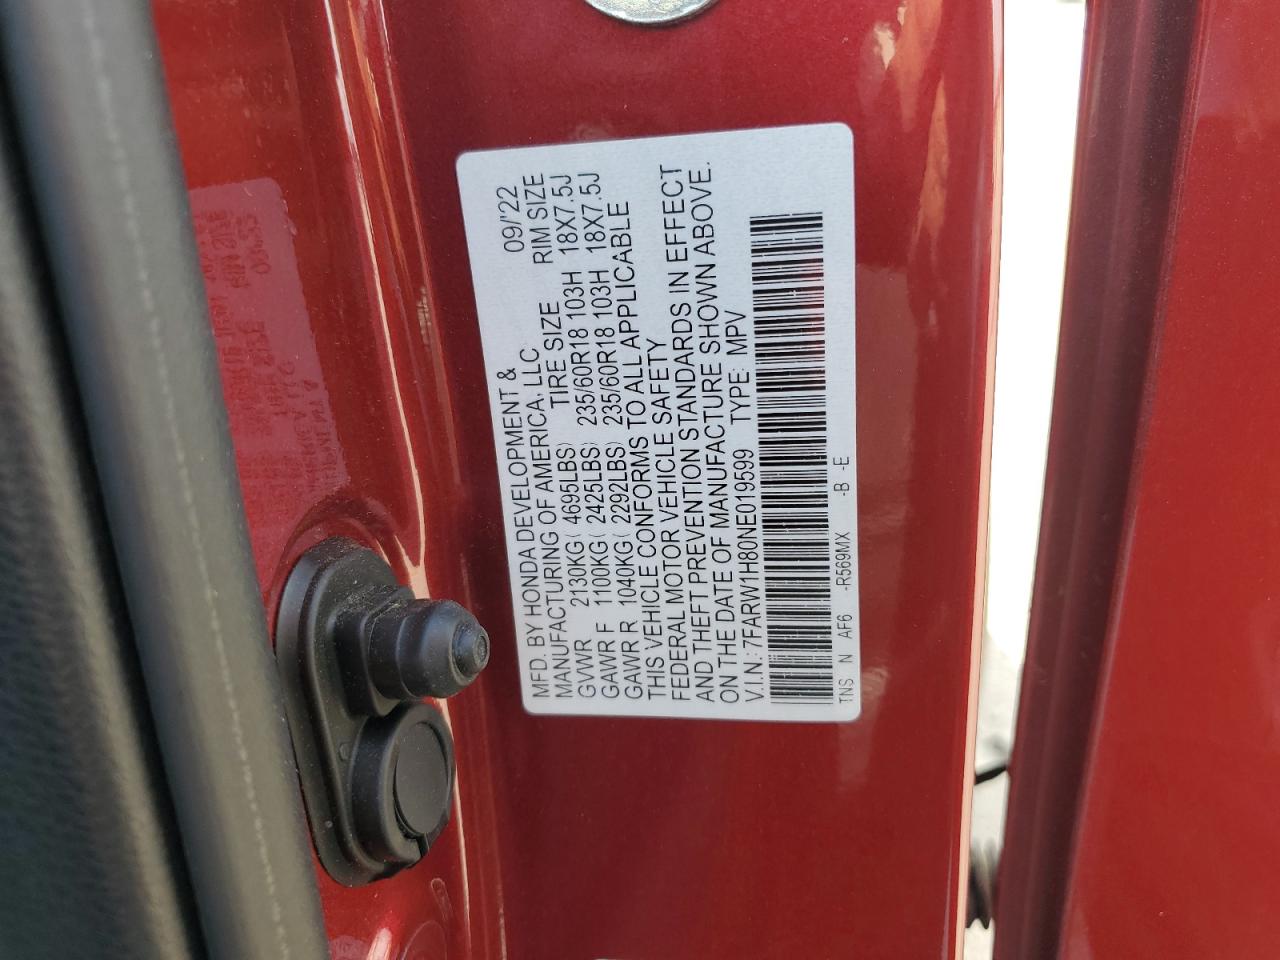 MFD. BY HONDA DEVELOPMENT & 09/'22
MANUFACTURING OF AMERICA, LLC
TIRE SIZE RIM SIZE
GVWR 2130KG( 4695LBS)
GAWR F 1100KG( 2425LBS) 235/60R18 103H 18X7.5J
GAWR R 1040KG( 2292LBS) 235/60R18 103H 18X7.5J
THIS VEHICLE CONFORMS TO ALL APPLICABLE
FEDERAL MOTOR VEHICLE SAFETY
AND THEFT PREVENTION STANDARDS IN EFFECT
ON THE DATE OF MANUFACTURE SHOWN ABOVE.
V.I.N.: 7FARW1H80NE019599 TYPE: MPV
TNS N AF6 -R569MX -B -E